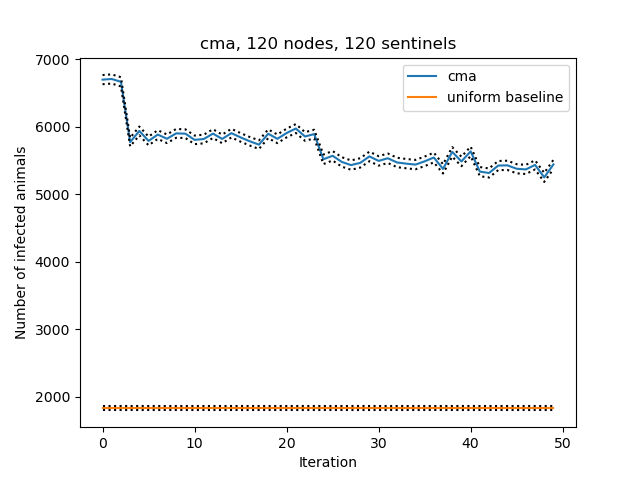 cma, 120 nodes, 120 sentinels
7000
6000
5000
4000
3000
2000
Number of infected animals
cma
uniform baseline
0 10 20 30 40 50
Iteration